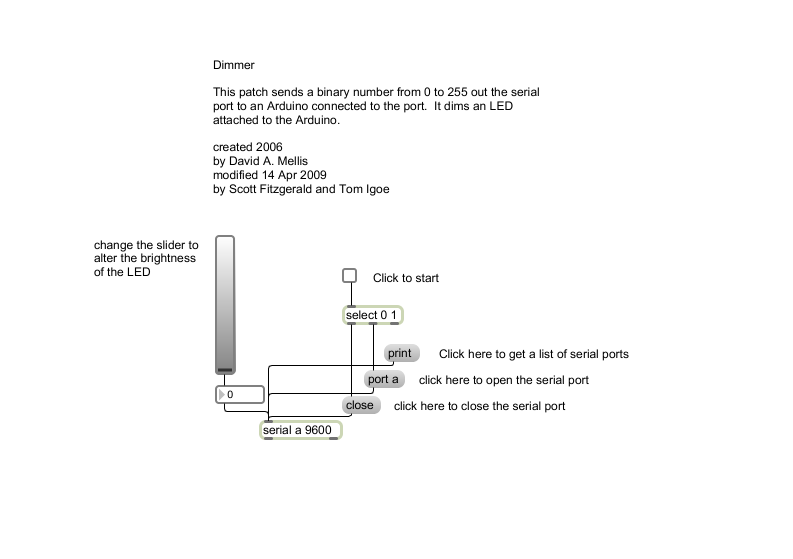 Dimmer
This patch sends a binary number from 0 to 255 out the serial
port to an Arduino connected to the port.  It dims an LED
attached to the Arduino.
created 2006
by David A. Mellis
modified 14 Apr 2009
by Scott Fitzgerald and Tom Igoe
change the slider to
alter the brightness
of the LED
Click to start
select 0 1
print
Click here to get a list of serial ports
port a
click here to open the serial port
0
close
click here to close the serial port
serial a 9600